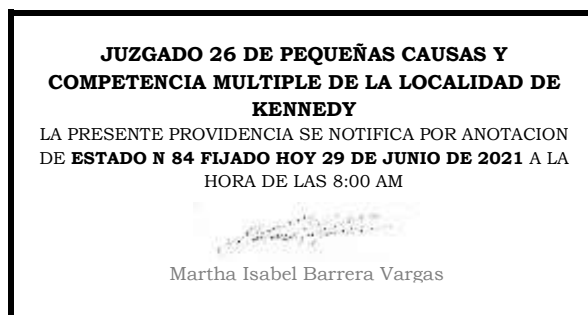 JUZGADO 26 DE PEQUEÑAS CAUSAS Y
COMPETENCIA MULTIPLE DE LA LOCALIDAD DE
KENNEDY
LA PRESENTE PROVIDENCIA SE NOTIFICA POR ANOTACION
DE ESTADO N 84 FIJADO HOY 29 DE JUNIO DE 2021 A LA
HORA DE LAS 8:00 AM
Martha Isabel Barrera Vargas